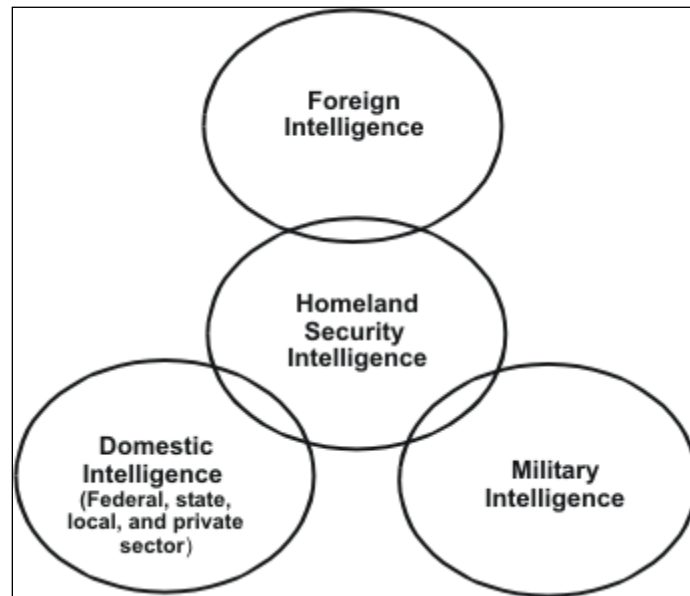 Foreign
Intelligence
Homeland
Security
Intelligence
Domestic
Intelligence
(Federal, state,
local, and private
sector)
Military
Intelligence